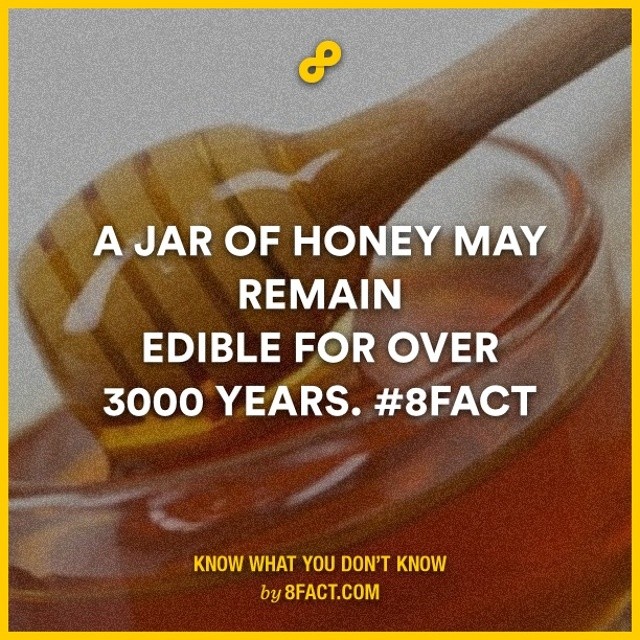 A JAR OF HONEY MAY
REMAIN
EDIBLE FOR OVER
3000 YEARS. #8FACT
KNOW WHAT YOU DON'T KNOW
by 8FACT.COM